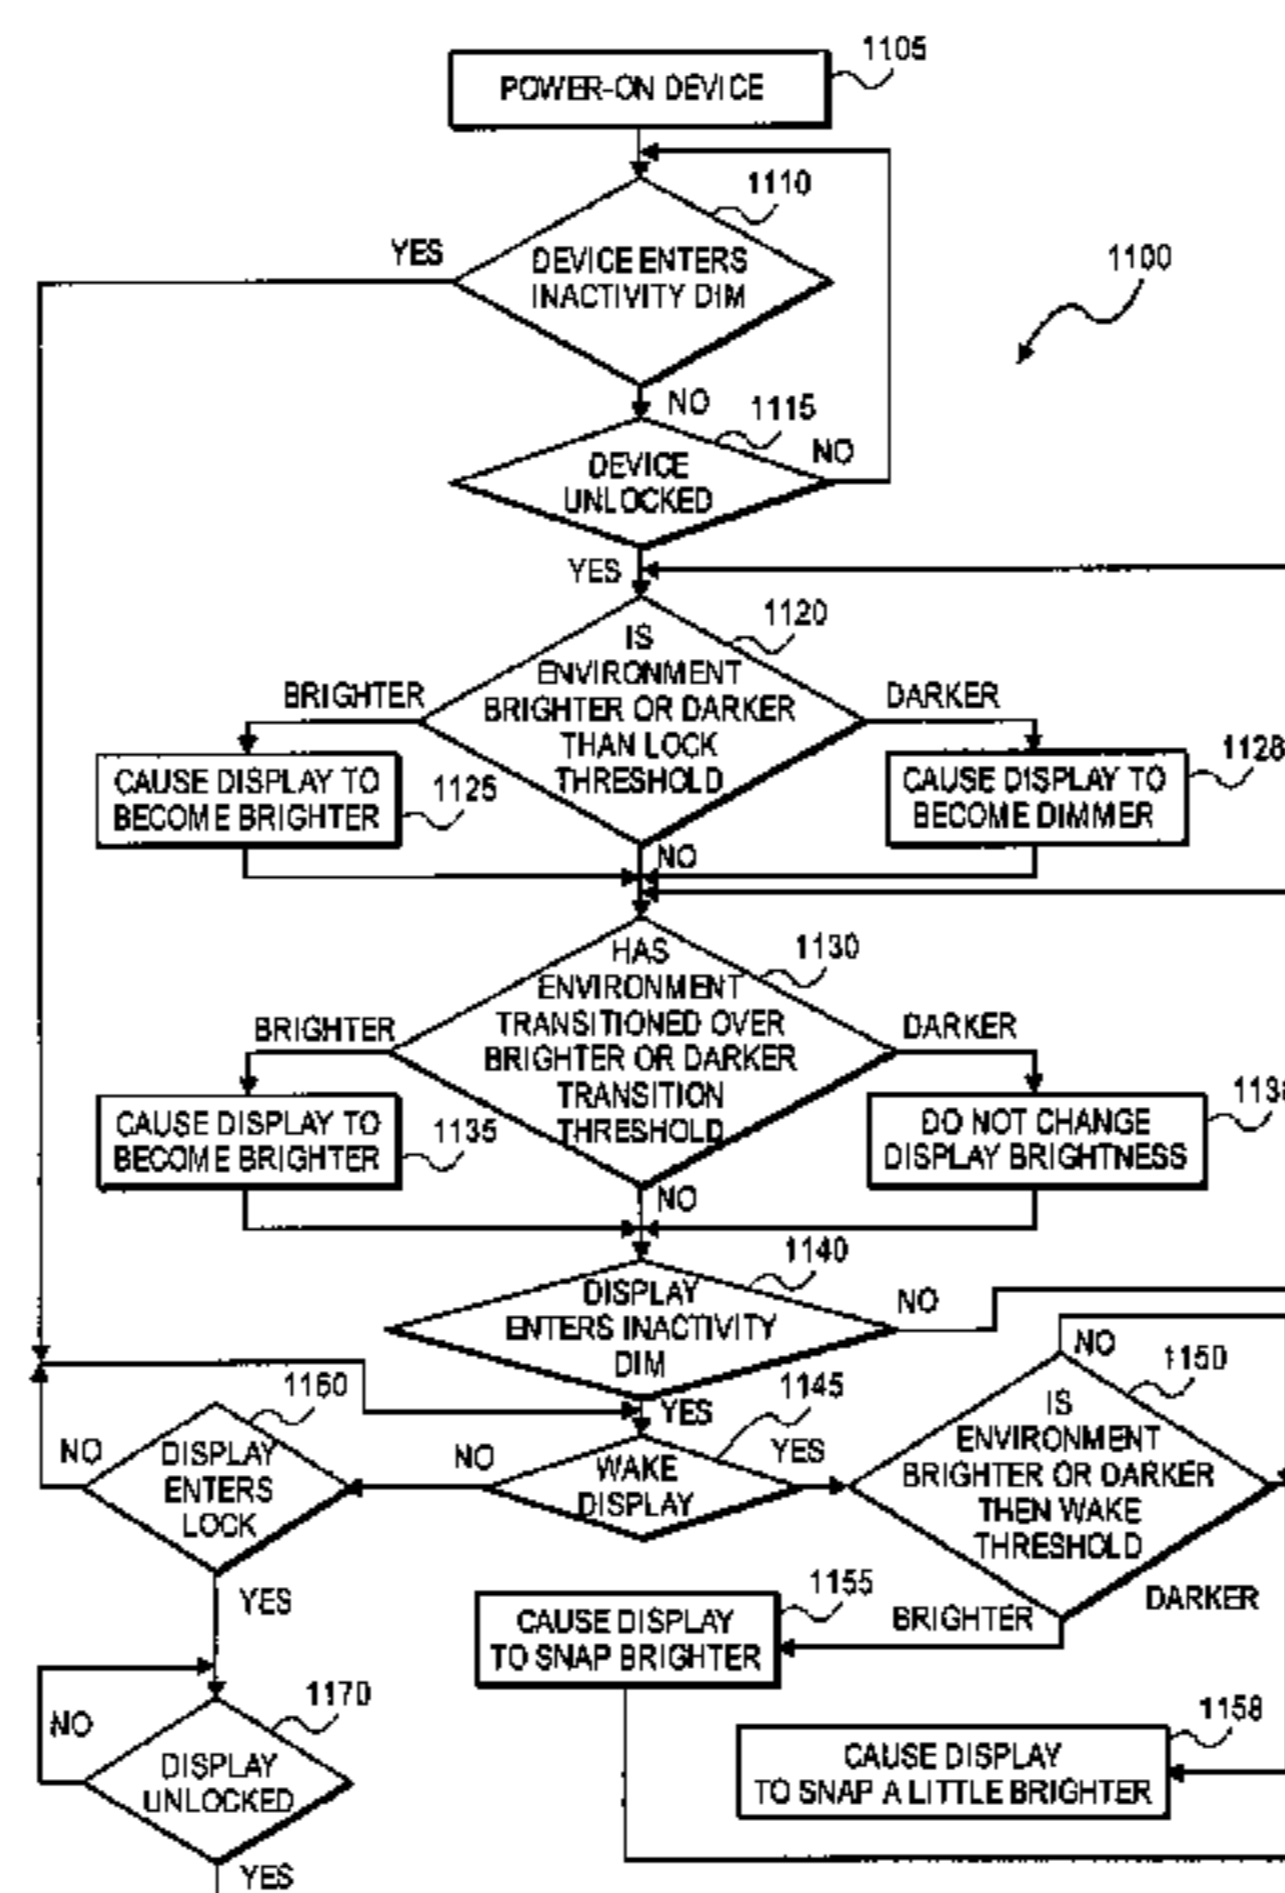 1105
POWER-ON DEVICE
1110
YES
DEVICE ENTERS
INACTIVITY DIM
1100
NO
1115
NO
DEVICE
UNLOCKED
YES
1120
IS
ENVIRONMENT
BRIGHTER OR DARKER
THAN LOCK
THRESHOLD
BRIGHTER
DARKER
CAUSE DISPLAY TO
BECOME BRIGHTER
1125
CAUSE DISPLAY TO
BECOME DIMMER
1128
NO
1130
HAS
ENVIRONMENT
TRANSITIONED OVER
BRIGHTER OR DARKER
TRANSITION
THRESHOLD
BRIGHTER
DARKER
CAUSE DISPLAY TO
BECOME BRIGHTER
1135
DO NOT CHANGE
DISPLAY BRIGHTNESS
NO
1140
DISPLAY
ENTERS INACTIVITY
DIM
NO
YES
1145
WAKE
DISPLAY
NO
YES
1150
NO
IS
ENVIRONMENT
BRIGHTER OR DARKER
THEN WAKE
THRESHOLD
BRIGHTER
DARKER
1160
NO
DISPLAY
ENTERS
LOCK
YES
1155
CAUSE DISPLAY
TO SNAP BRIGHTER
1158
CAUSE DISPLAY
TO SNAP A LITTLE BRIGHTER
1170
NO
DISPLAY
UNLOCKED
YES